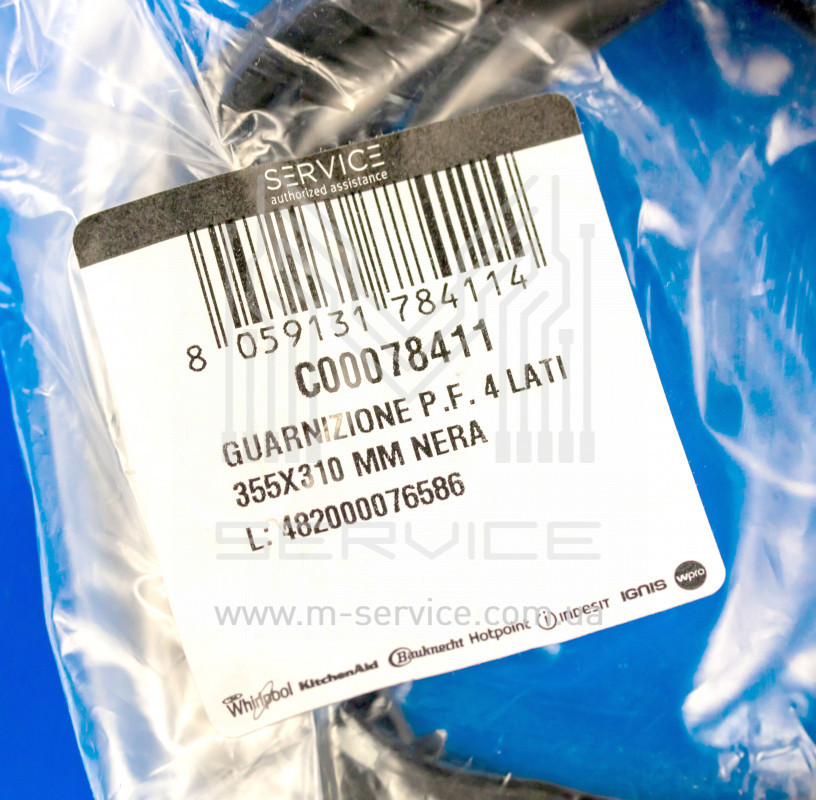 SERVICE
authorized assistance
8 059131 784114
C00078411
GUARNIZIONE P.F. 4 LATI
355X310 MM NERA
L: 482000076586
SERVICE
www.m-service.com.ua
Whirlpool KitchenAid Bauknecht Hotpoint indesit IGNIS wpro